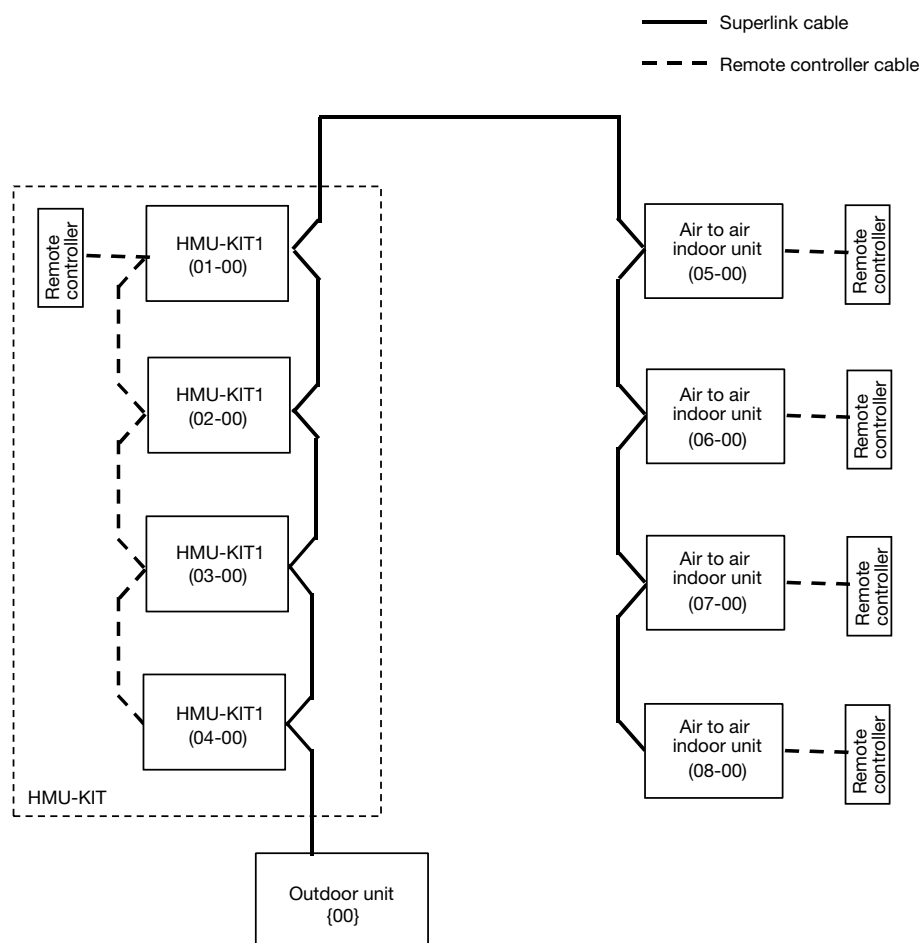 Superlink cable
Remote controller cable
Remote
controller
HMU-KIT1
(01-00)
HMU-KIT1
(02-00)
HMU-KIT1
(03-00)
HMU-KIT1
(04-00)
HMU-KIT
Outdoor unit
{00}
Air to air
indoor unit
(05-00)
Remote
controller
Air to air
indoor unit
(06-00)
Remote
controller
Air to air
indoor unit
(07-00)
Remote
controller
Air to air
indoor unit
(08-00)
Remote
controller